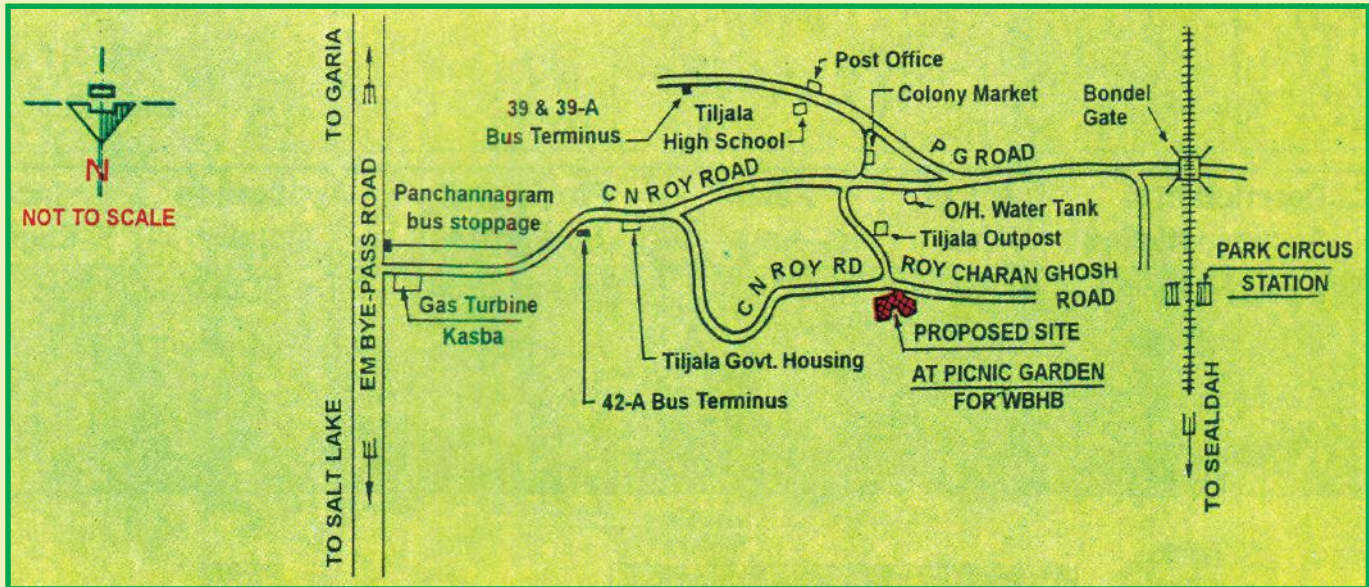 N
NOT TO SCALE
TO GARIA
EM BYE-PASS ROAD
TO SALT LAKE
Panchannagram
bus stoppage
Gas Turbine
Kasba
39 & 39-A
Bus Terminus
Tiljala
High School
Post Office
Colony Market
Bondel
Gate
P G ROAD
C N ROY ROAD
O/H. Water Tank
Tiljala Outpost
C N ROY RD
ROY CHARAN GHOSH
ROAD
PARK CIRCUS
STATION
PROPOSED SITE
AT PICNIC GARDEN
FOR WBHB
Tiljala Govt. Housing
42-A Bus Terminus
TO SEALDAH